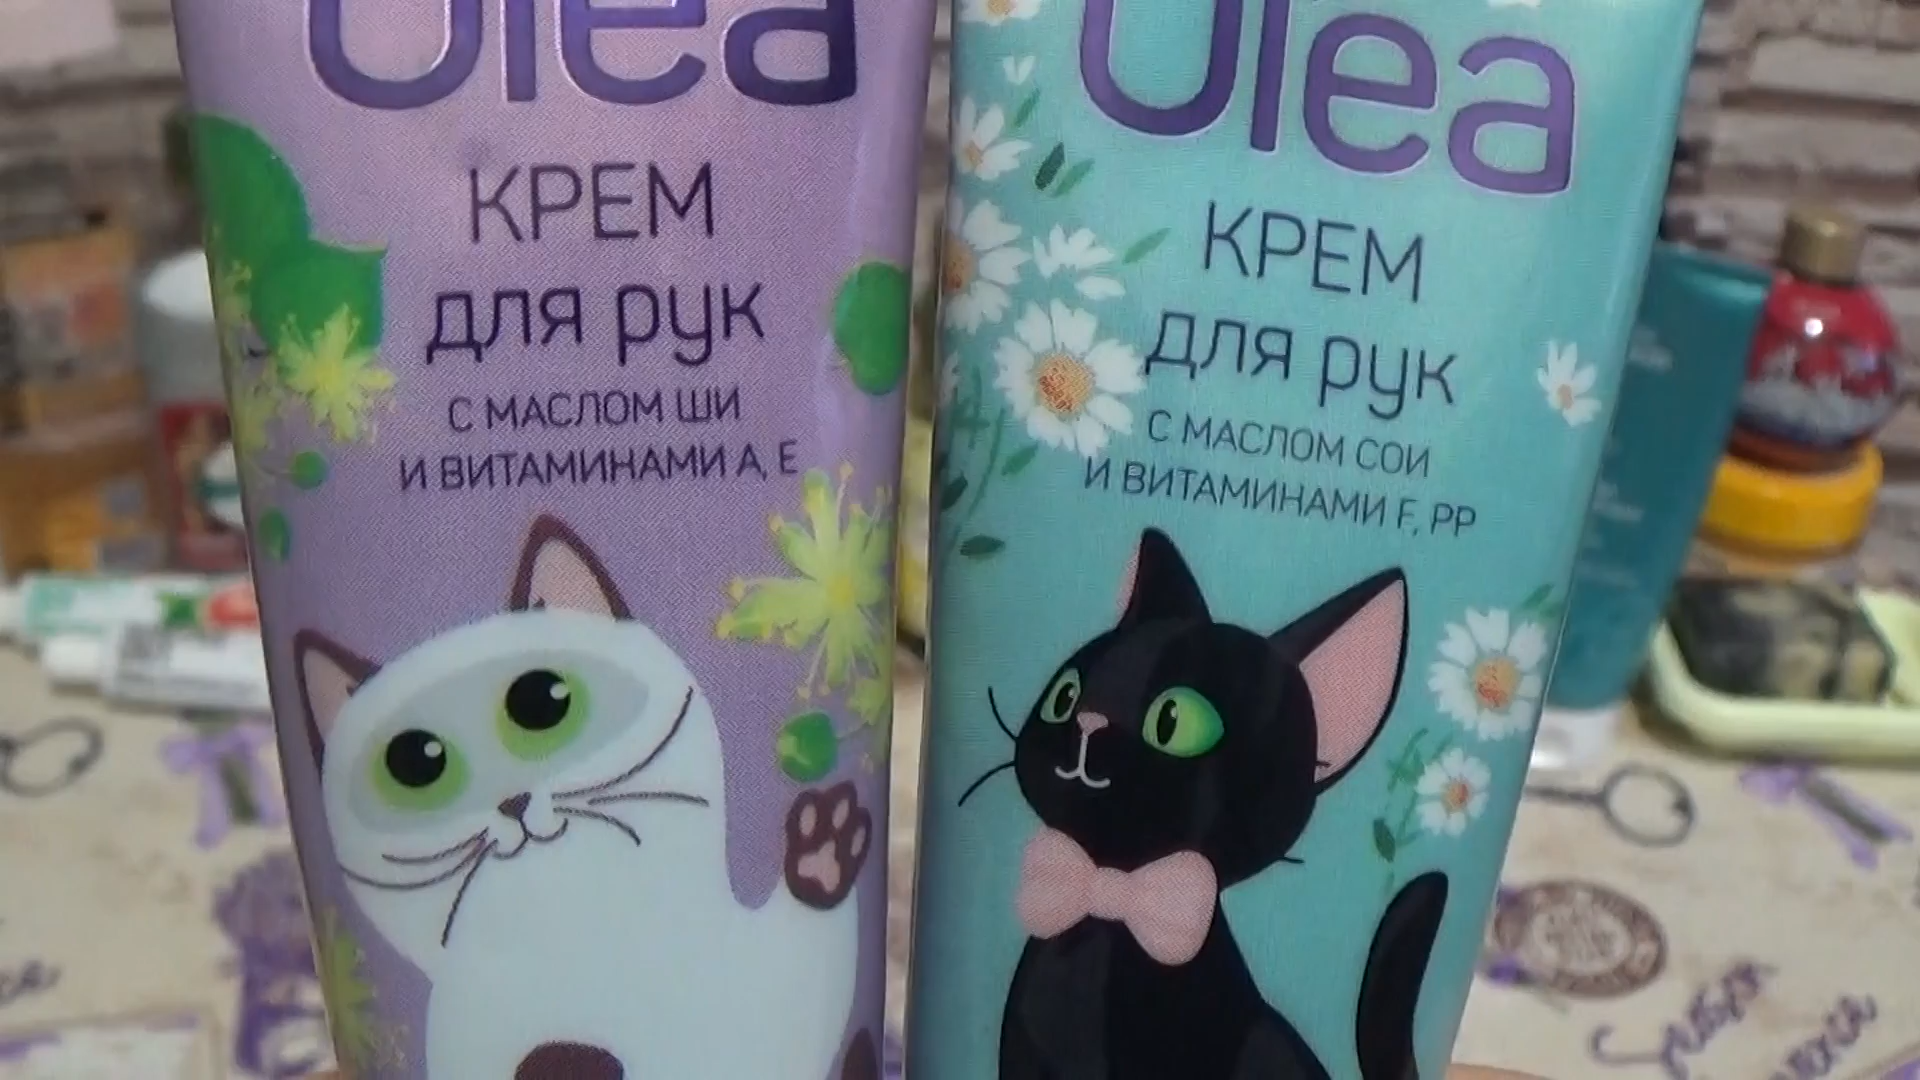 Olea
КРЕМ
для рук
С МАСЛОМ ШИ
И ВИТАМИНАМИ А, Е
Olea
КРЕМ
для рук
С МАСЛОМ СОИ
И ВИТАМИНАМИ F, PP